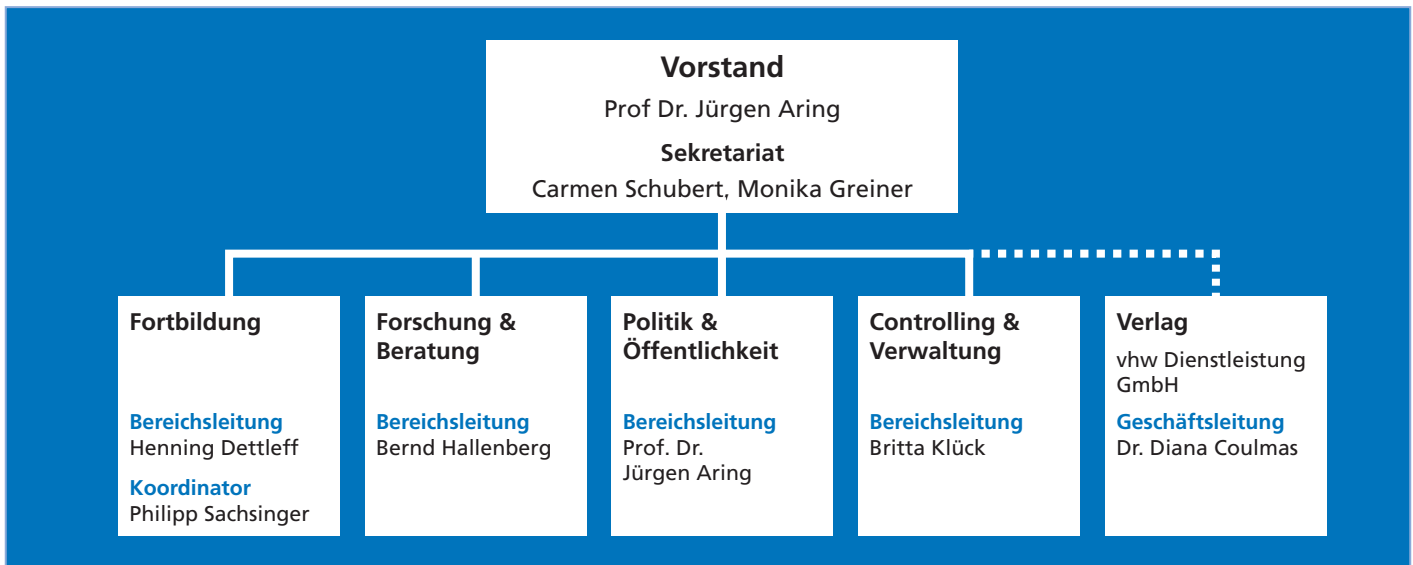 Vorstand
Prof Dr. Jürgen Aring
Sekretariat
Carmen Schubert, Monika Greiner
Fortbildung
Bereichsleitung
Henning Dettleff
Koordinator
Philipp Sachsinger
Forschung &
Beratung
Bereichsleitung
Bernd Hallenberg
Politik &
Öffentlichkeit
Bereichsleitung
Prof. Dr.
Jürgen Aring
Controlling &
Verwaltung
Bereichsleitung
Britta Klück
Verlag
vhw Dienstleistung
GmbH
Geschäftsleitung
Dr. Diana Coulmas